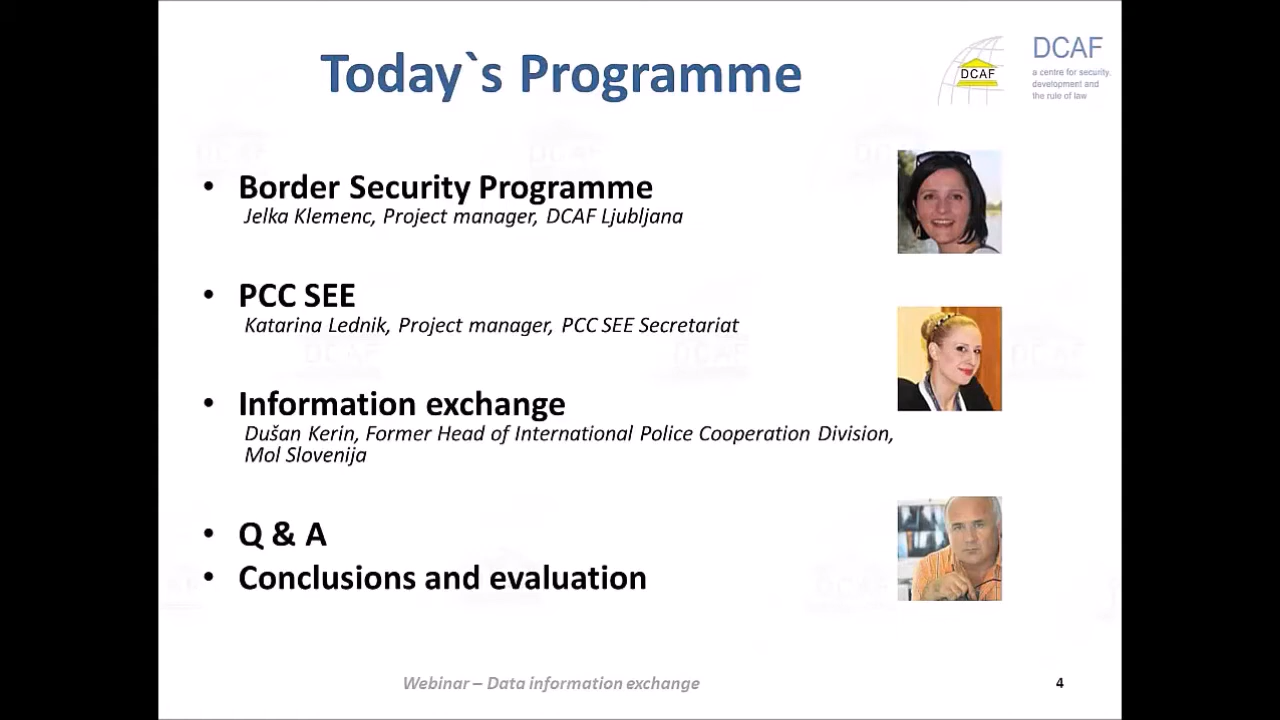 Today`s Programme
DCAF
DCAF
a centre for security,
development and
the rule of law
• Border Security Programme
Jelka Klemenc, Project manager, DCAF Ljubljana
• PCC SEE
Katarina Lednik, Project manager, PCC SEE Secretariat
• Information exchange
Dušan Kerin, Former Head of International Police Cooperation Division,
MoI Slovenija
• Q & A
• Conclusions and evaluation
Webinar – Data information exchange
4